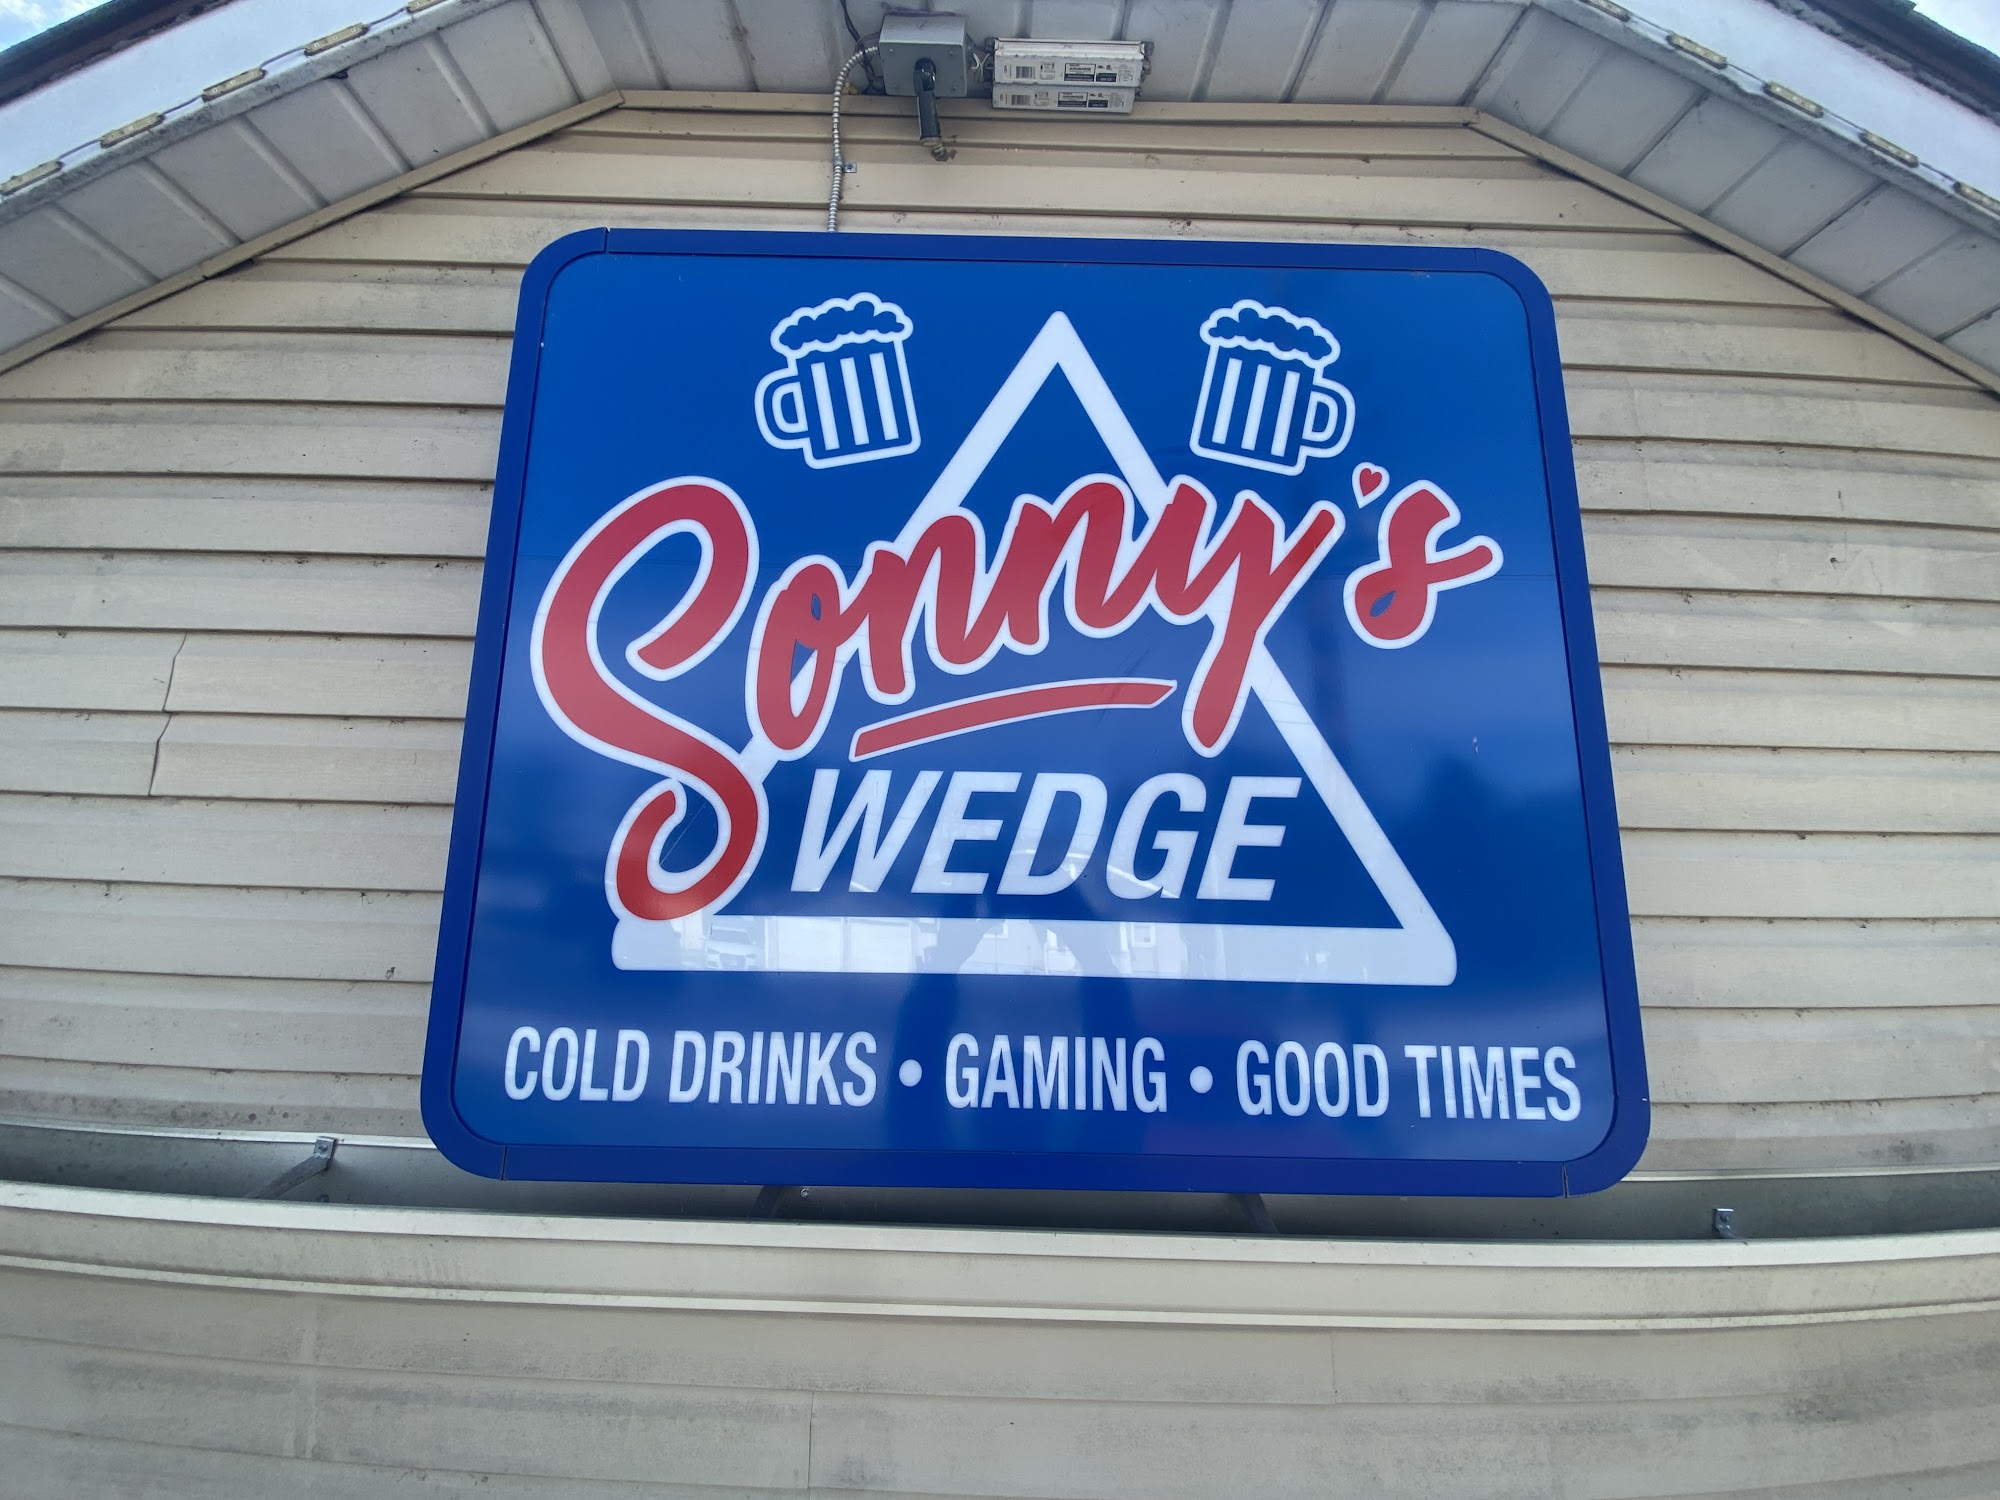 Sonny's
WEDGE
COLD DRINKS • GAMING • GOOD TIMES